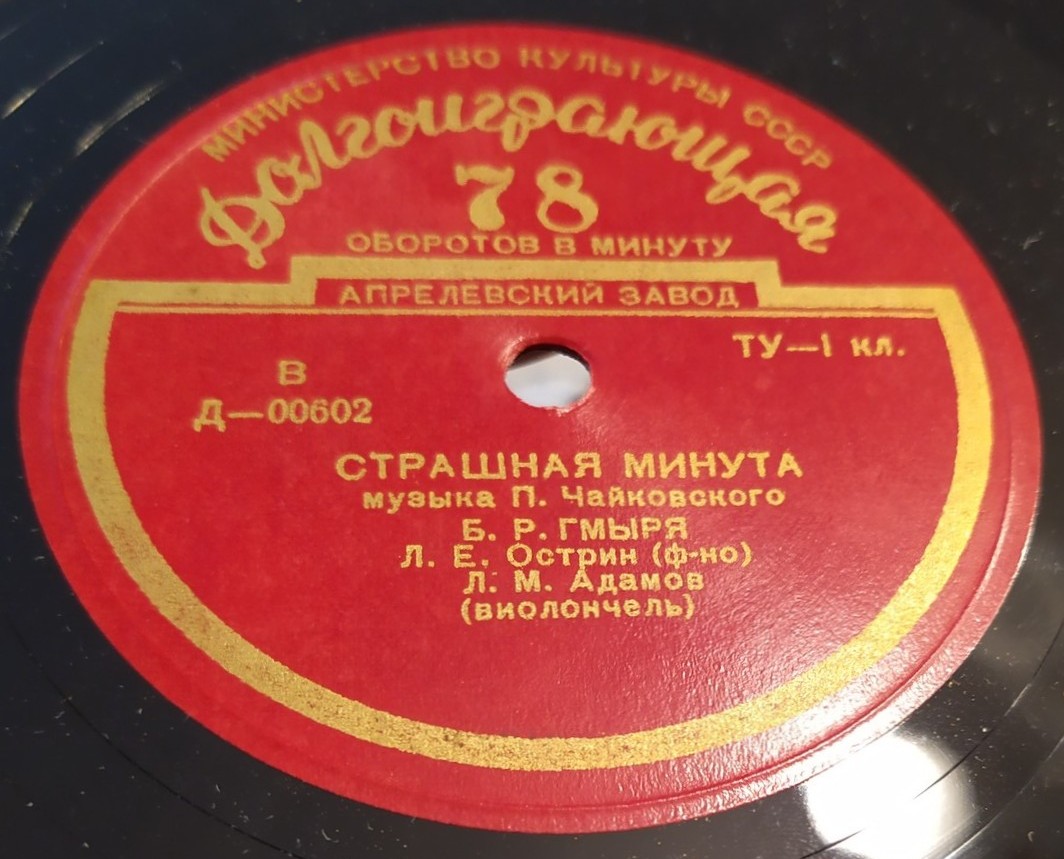 МИНИСТЕРСТВО КУЛЬТУРЫ СССР
Долгоиграющая
78
ОБОРОТОВ В МИНУТУ
АПРЕЛЕВСКИЙ ЗАВОД
ТУ—1 кл.
В
Д—00602
СТРАШНАЯ МИНУТА
музыка П. Чайковского
Б. Р. ГМЫРЯ
Л. Е. Острин (ф-но)
Л. М. Адамов
(виолончель)